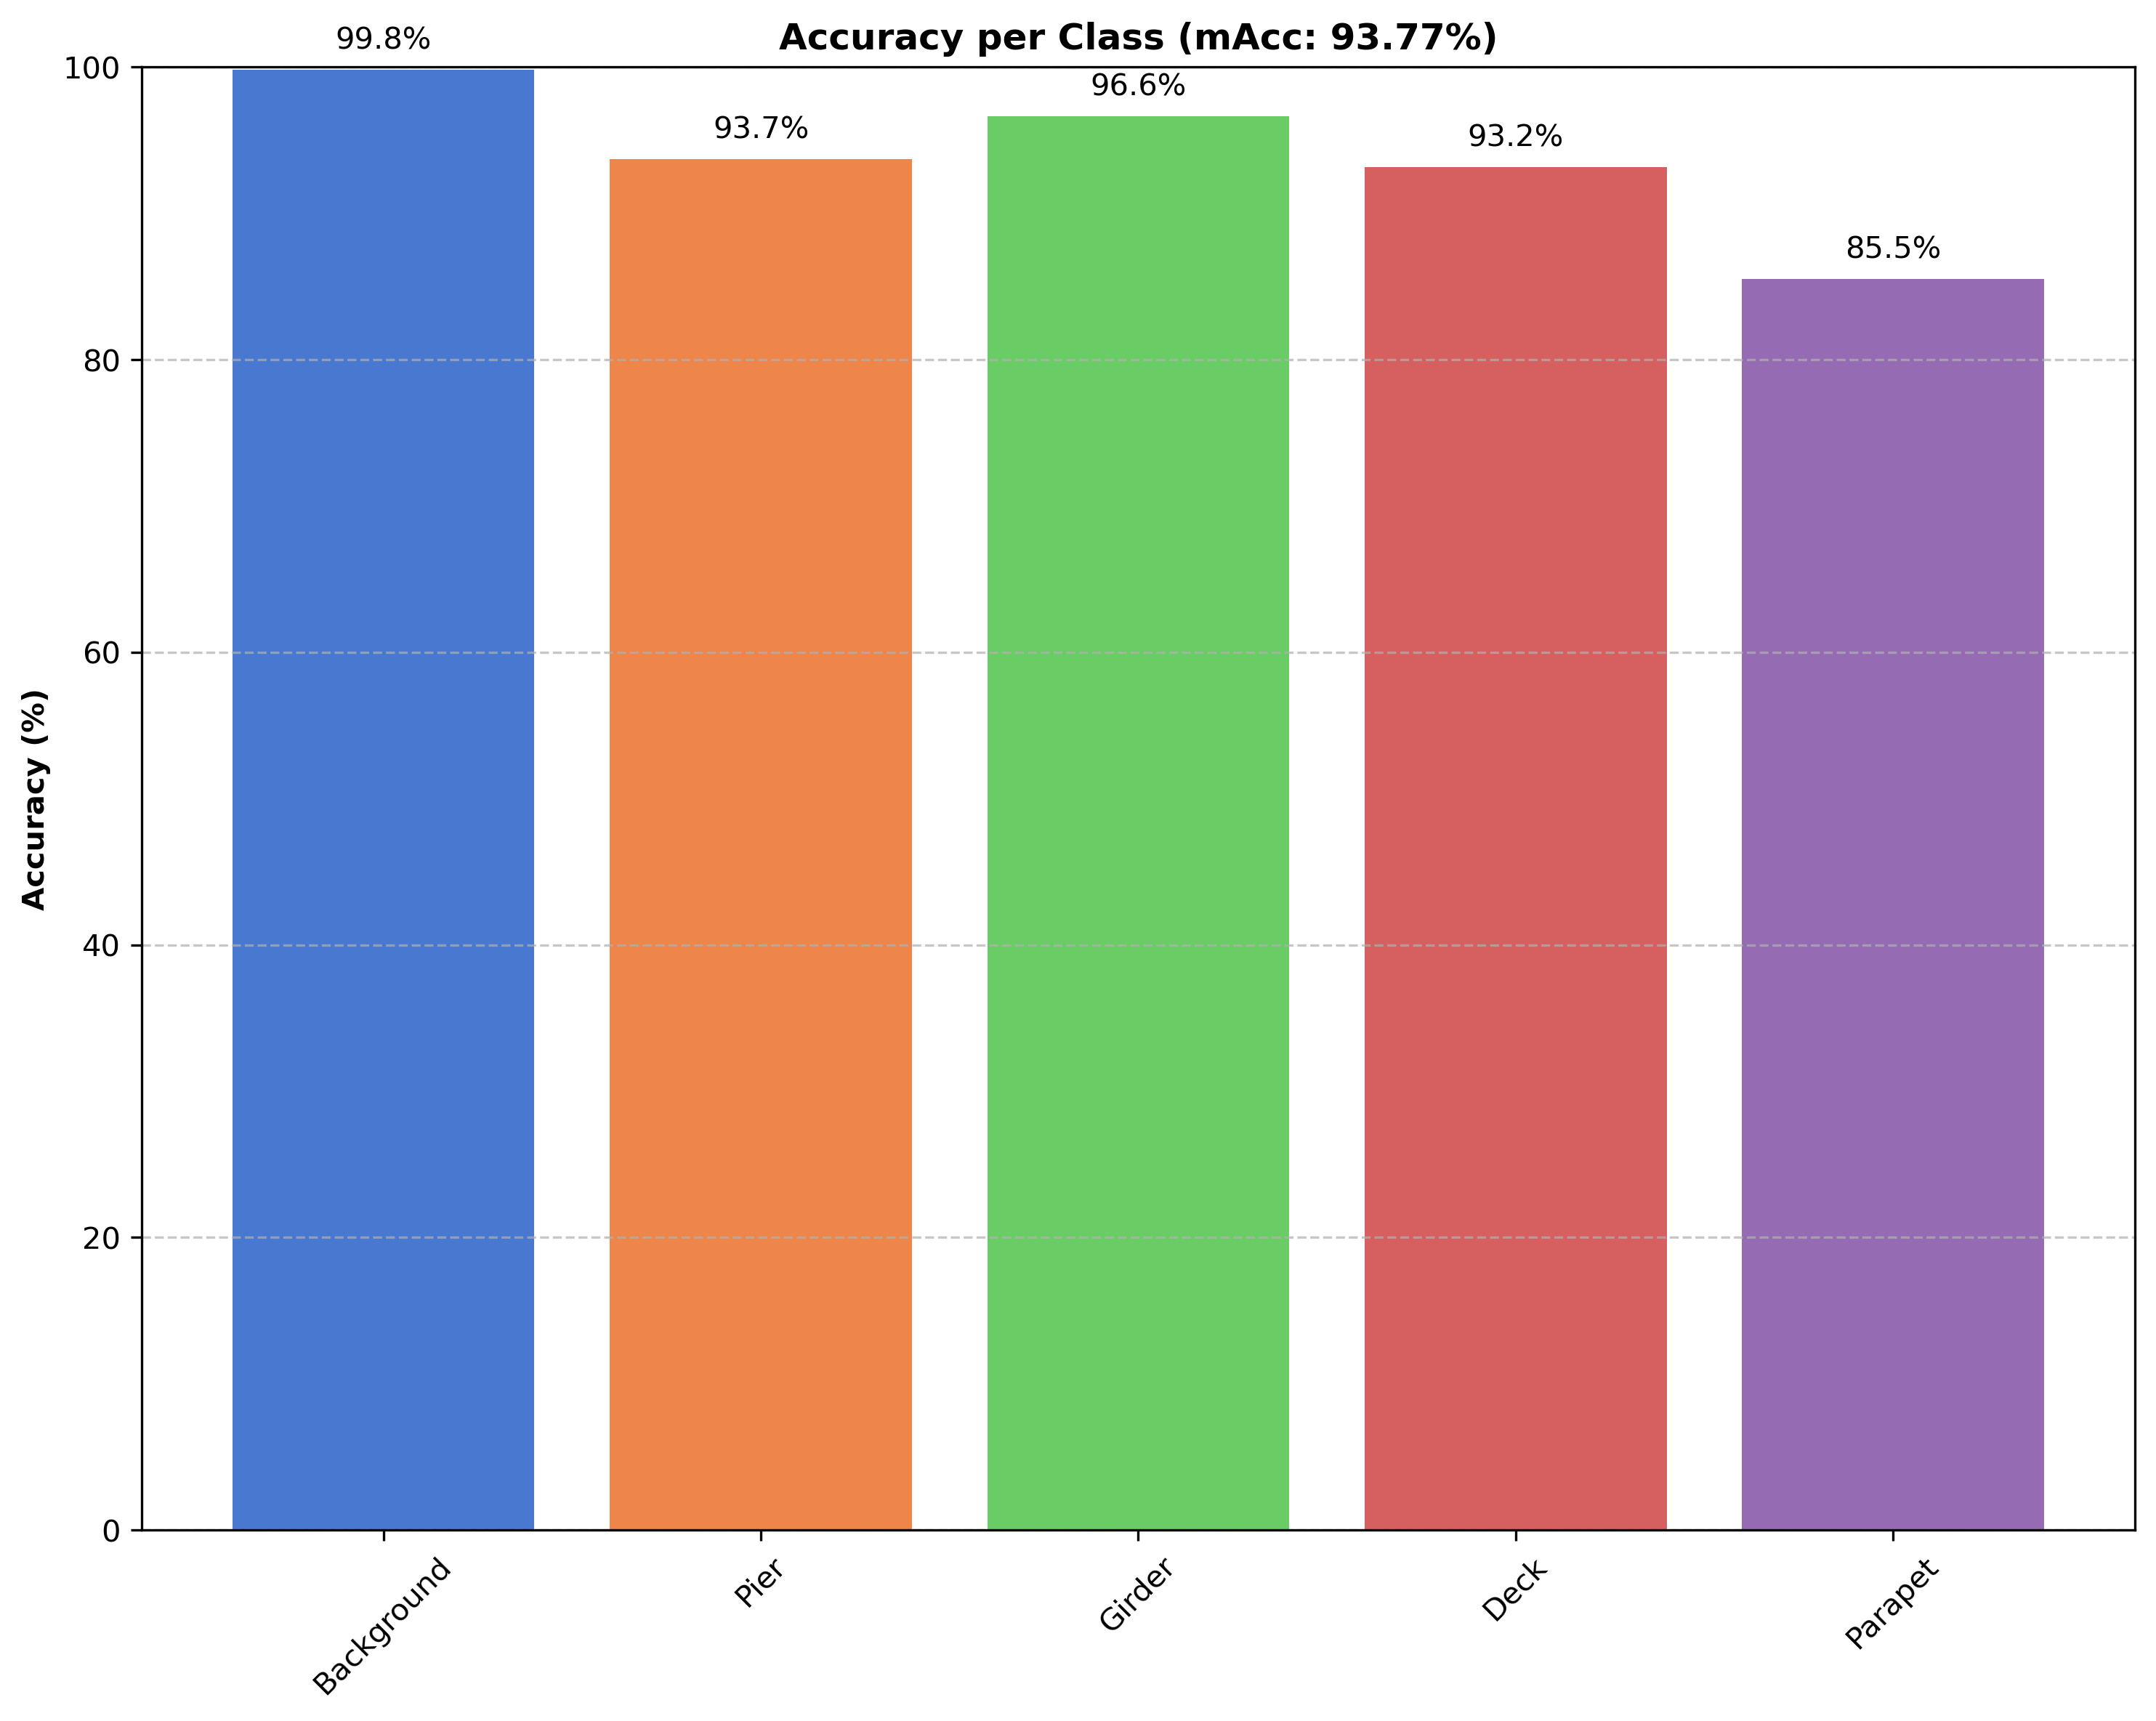 Accuracy per Class (mAcc: 93.77%)
99.8%
93.7%
96.6%
93.2%
85.5%
Accuracy (%)
100
80
60
40
20
0
Background
Pier
Girder
Deck
Parapet